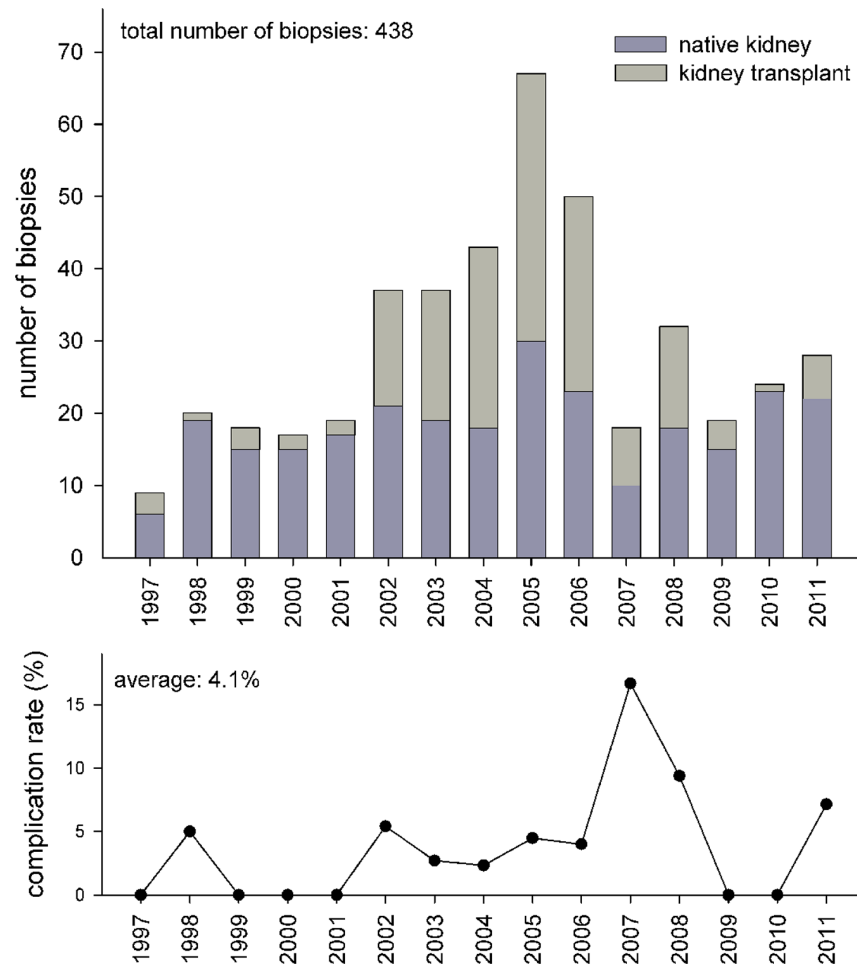 total number of biopsies: 438
native kidney
kidney transplant
number of biopsies
70
60
50
40
30
20
10
0
1997 1998 1999 2000 2001 2002 2003 2004 2005 2006 2007 2008 2009 2010 2011
average: 4.1%
complication rate (%)
15
10
5
0
1997 1998 1999 2000 2001 2002 2003 2004 2005 2006 2007 2008 2009 2010 2011